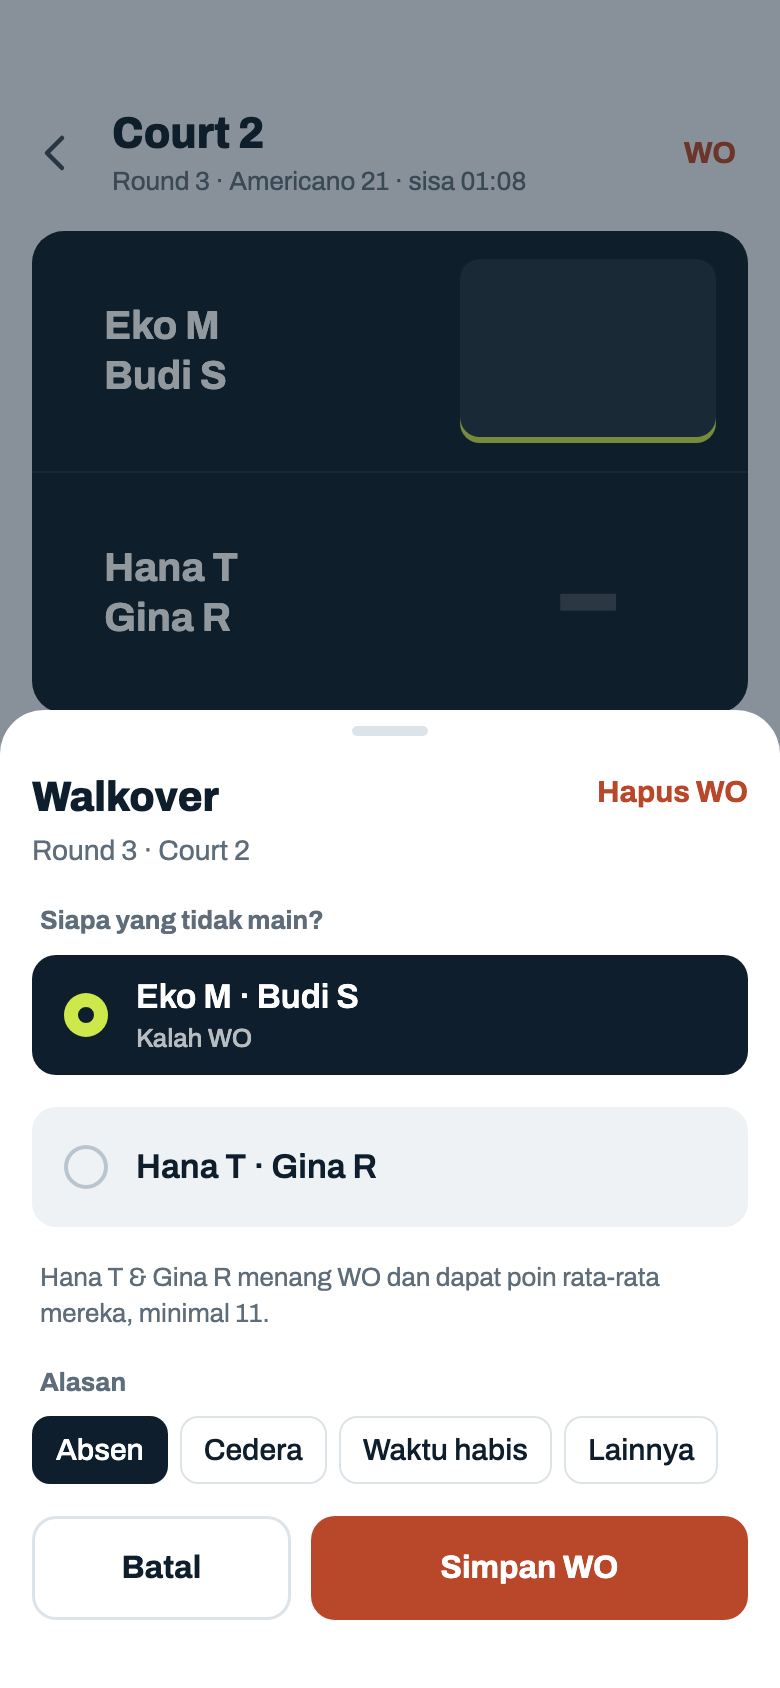 Court 2
Round 3 · Americano 21 · sisa 01:08
WO
Eko M
Budi S
Hana T
Gina R
Walkover
Hapus WO
Round 3 · Court 2
Siapa yang tidak main?
Eko M · Budi S
Kalah WO
Hana T · Gina R
Hana T & Gina R menang WO dan dapat poin rata-rata
mereka, minimal 11.
Alasan
Absen
Cedera
Waktu habis
Lainnya
Batal
Simpan WO